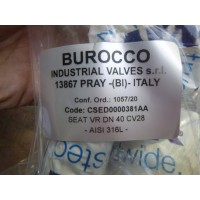 BUROCCO
INDUSTRIAL VALVES s.r.l.
13867 PRAY -(BI)- ITALY
Conf. Ord.: 1057/20
Code: CSED0000381AA
SEAT VR DN 40 CV28
- AISI 316L -